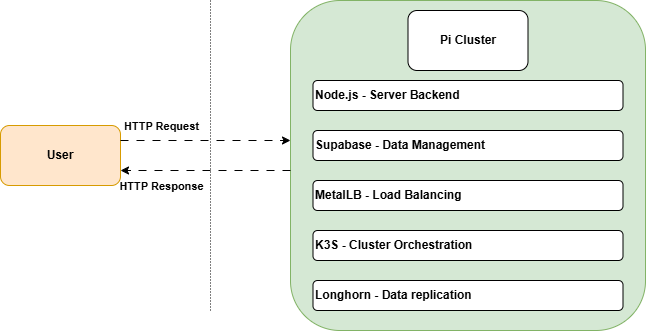 Pi Cluster
Node.js - Server Backend
HTTP Request
Supabase - Data Management
User
HTTP Response
MetalLB - Load Balancing
K3S - Cluster Orchestration
Longhorn - Data replication